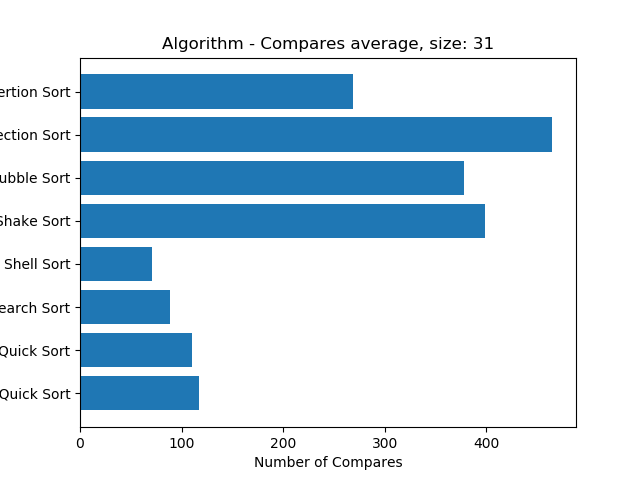 Algorithm - Compares average, size: 31
ertion Sort
ection Sort
ubble Sort
Shake Sort
Shell Sort
earch Sort
Quick Sort
Quick Sort
0 100 200 300 400
Number of Compares